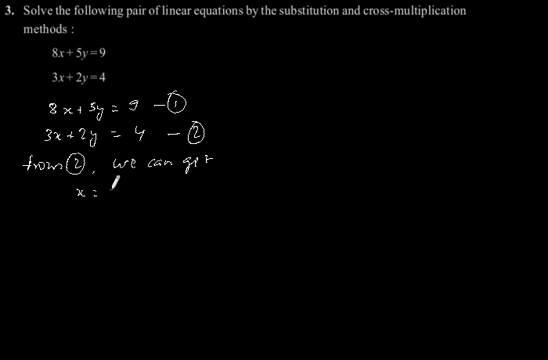 3. Solve the following pair of linear equations by the substitution and cross-multiplication
methods :
8x + 5y = 9
3x + 2y = 4
8x + 5y = 9 — ①
3x + 2y = 4 — ②
from ②, we can get
x =